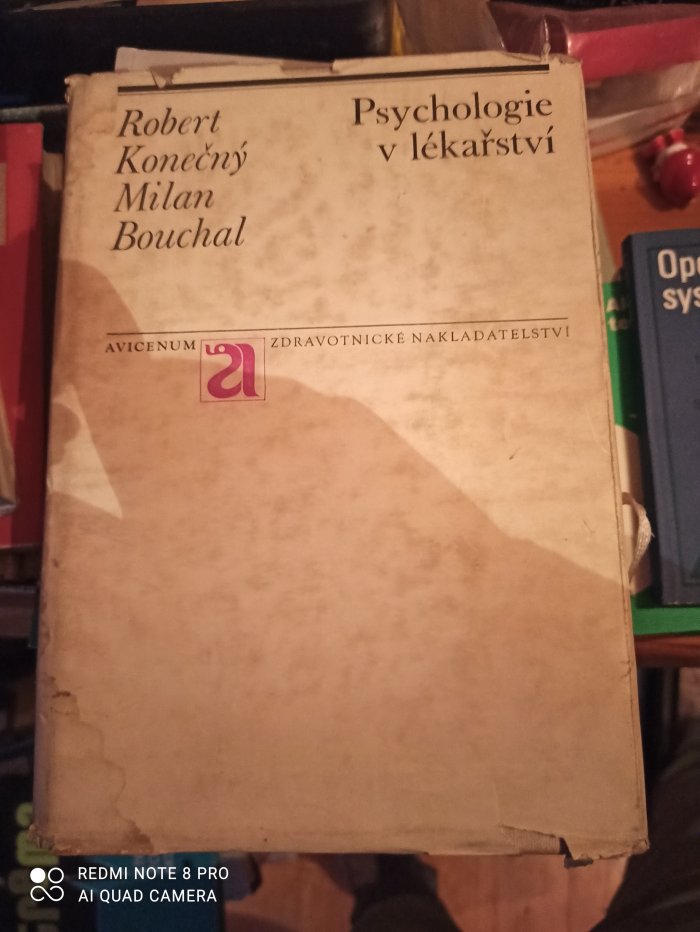 Robert
Konečný
Milan
Bouchal
Psychologie
v lékařství
AVICENUM
ZDRAVOTNICKÉ NAKLADATELSTVÍ
REDMI NOTE 8 PRO
AI QUAD CAMERA